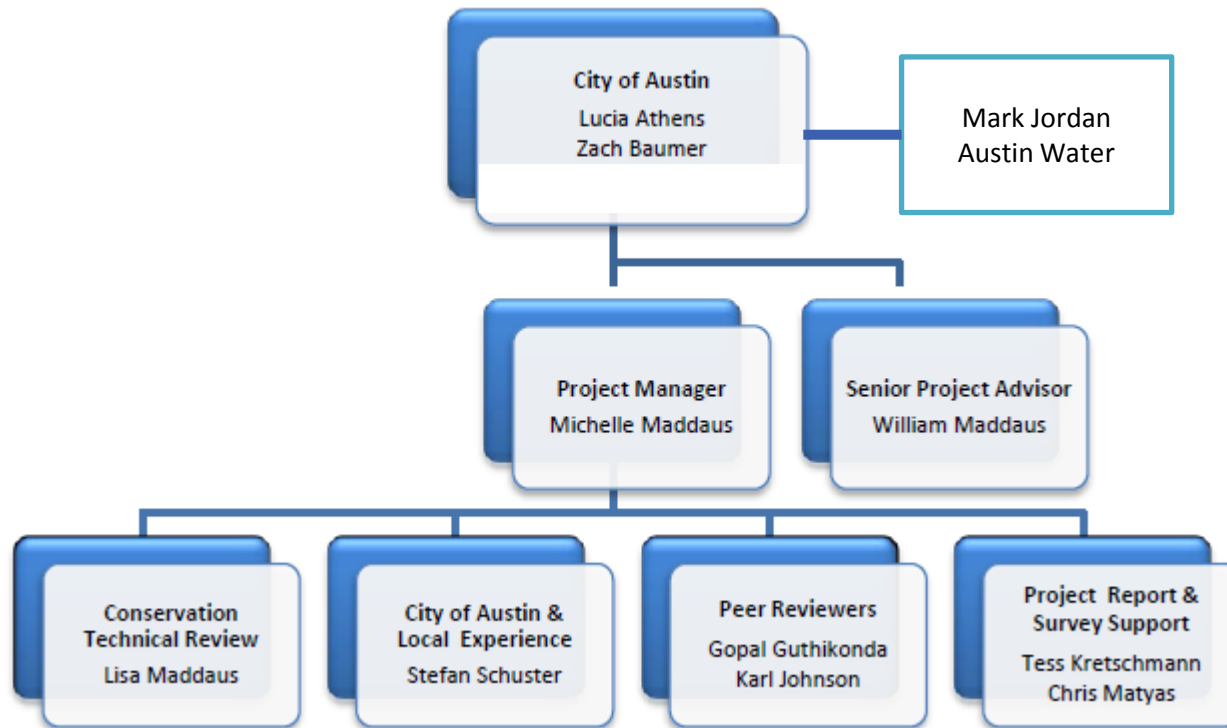 City of Austin
Lucia Athens
Zach Baumer
Mark Jordan
Austin Water
Project Manager
Michelle Maddaus
Senior Project Advisor
William Maddaus
Conservation
Technical Review
Lisa Maddaus
City of Austin &
Local Experience
Stefan Schuster
Peer Reviewers
Gopal Guthikonda
Karl Johnson
Project Report &
Survey Support
Tess Kretschmann
Chris Matyas